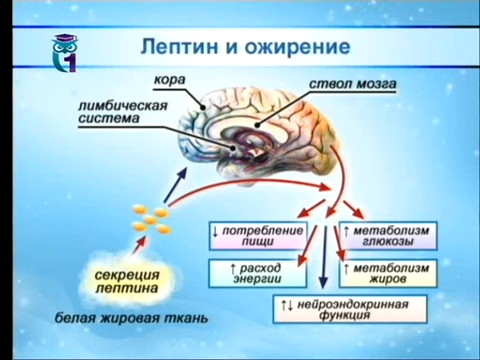 1
Лептин и ожирение
кора
ствол мозга
лимбическая
система
↓ потребление
пищи
↑ метаболизм
глюкозы
↑ расход
энергии
↑ метаболизм
жиров
↑↓ нейроэндокринная
функция
секреция
лептина
белая жировая ткань